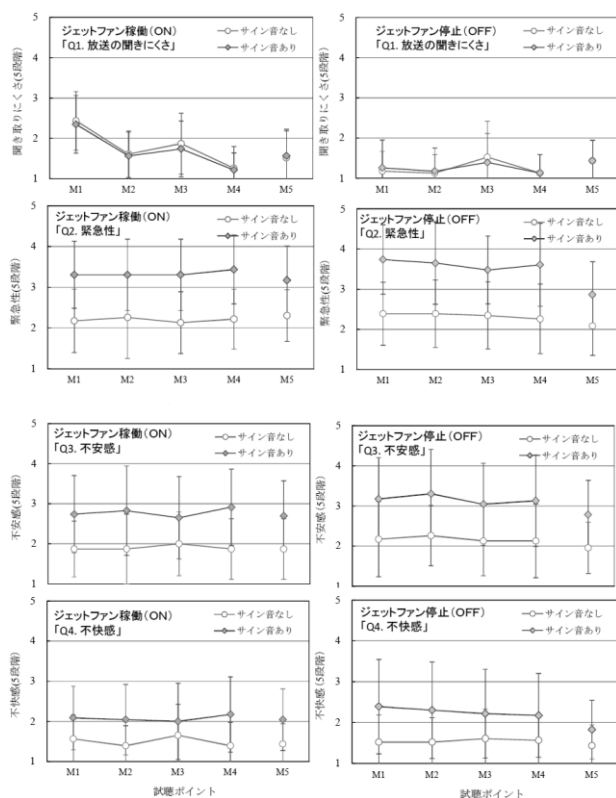 ジェットファン稼働(ON)
「Q1. 放送の聞きにくさ」
サイン音なし
サイン音あり
聞き取りにくさ(5段階)
5
4
3
2
1
M1 M2 M3 M4 M5
ジェットファン停止(OFF)
「Q1. 放送の聞きにくさ」
サイン音なし
サイン音あり
聞き取りにくさ(5段階)
5
4
3
2
1
M1 M2 M3 M4 M5
ジェットファン稼働(ON)
「Q2. 緊急性」
サイン音なし
サイン音あり
緊急性(5段階)
5
4
3
2
1
M1 M2 M3 M4 M5
ジェットファン停止(OFF)
「Q2. 緊急性」
サイン音なし
サイン音あり
緊急性(5段階)
5
4
3
2
1
M1 M2 M3 M4 M5
ジェットファン稼働(ON)
「Q3. 不安感」
サイン音なし
サイン音あり
不安感(5段階)
5
4
3
2
1
M1 M2 M3 M4 M5
ジェットファン停止(OFF)
「Q3. 不安感」
サイン音なし
サイン音あり
不安感(5段階)
5
4
3
2
1
M1 M2 M3 M4 M5
ジェットファン稼働(ON)
「Q4. 不快感」
サイン音なし
サイン音あり
不快感(5段階)
5
4
3
2
1
M1 M2 M3 M4 M5
試聴ポイント
ジェットファン停止(OFF)
「Q4. 不快感」
サイン音なし
サイン音あり
不快感(5段階)
5
4
3
2
1
M1 M2 M3 M4 M5
試聴ポイント